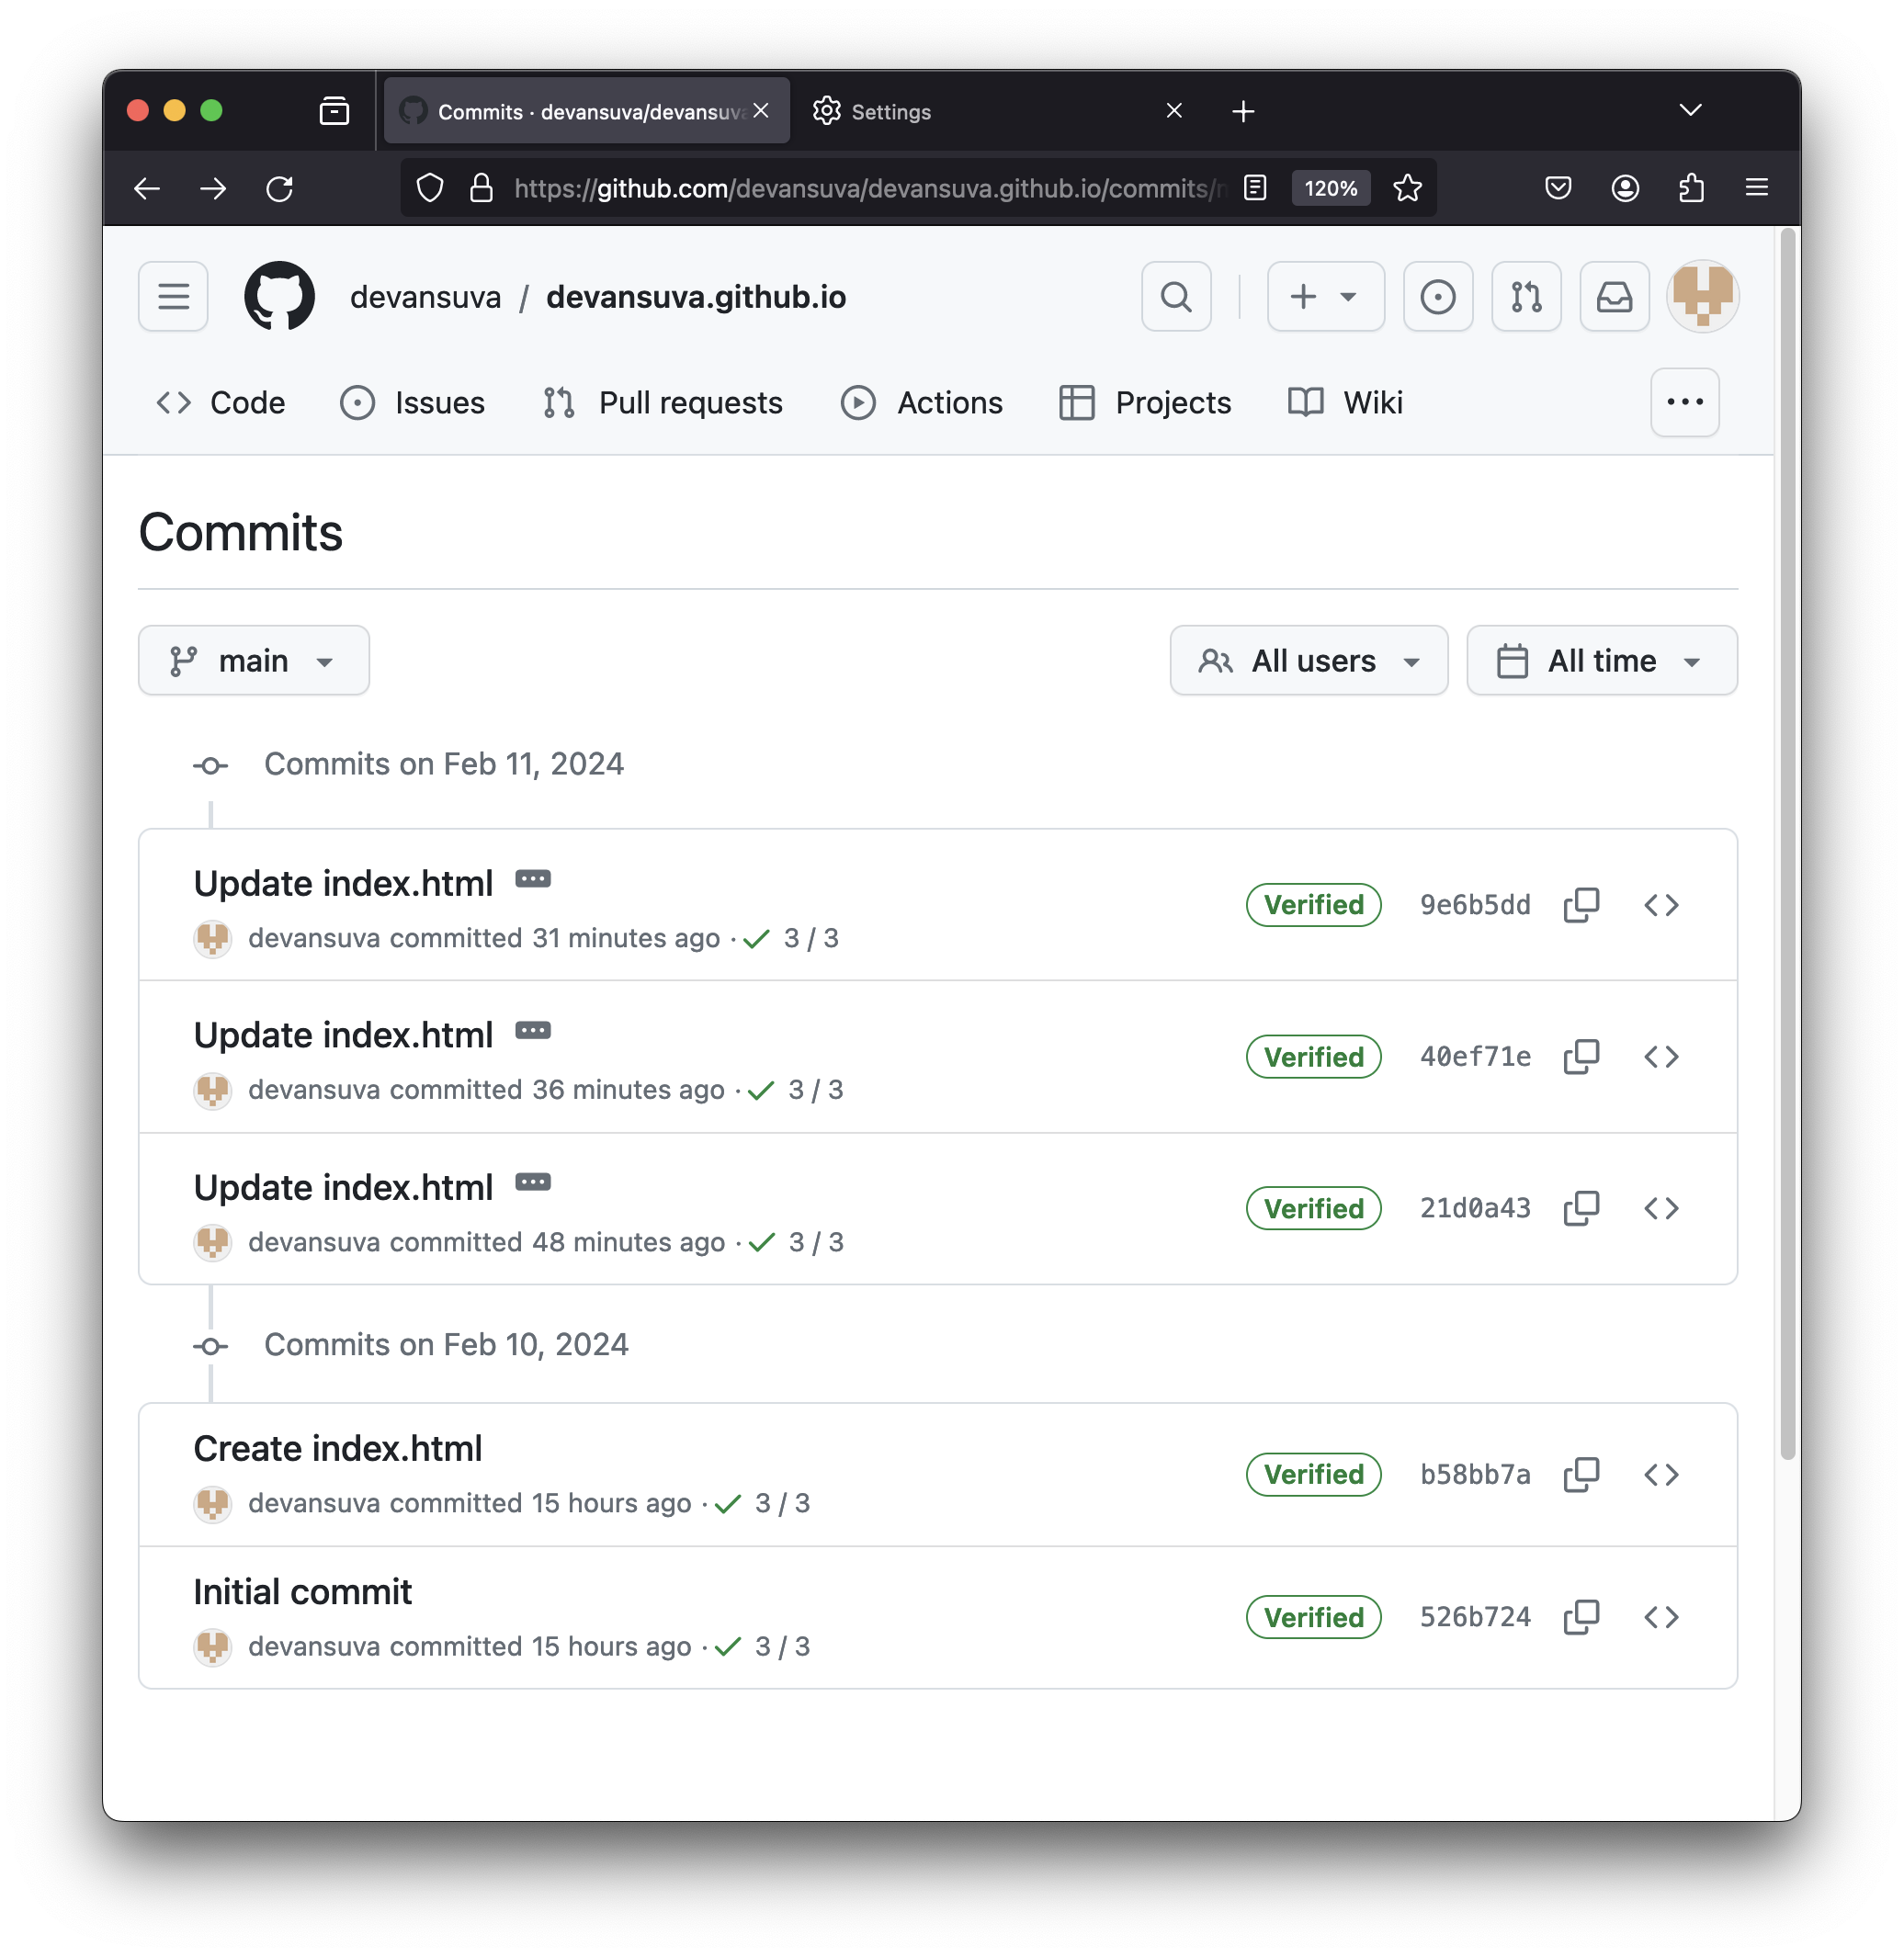 Commits · devansuva/devansuva
Settings
https://github.com/devansuva/devansuva.github.io/commits/
120%
devansuva / devansuva.github.io
Code Issues Pull requests Actions Projects Wiki
Commits
main All users All time
Commits on Feb 11, 2024
Update index.html
Verified 9e6b5dd
devansuva committed 31 minutes ago · 3 / 3
Update index.html
Verified 40ef71e
devansuva committed 36 minutes ago · 3 / 3
Update index.html
Verified 21d0a43
devansuva committed 48 minutes ago · 3 / 3
Commits on Feb 10, 2024
Create index.html
Verified b58bb7a
devansuva committed 15 hours ago · 3 / 3
Initial commit
Verified 526b724
devansuva committed 15 hours ago · 3 / 3